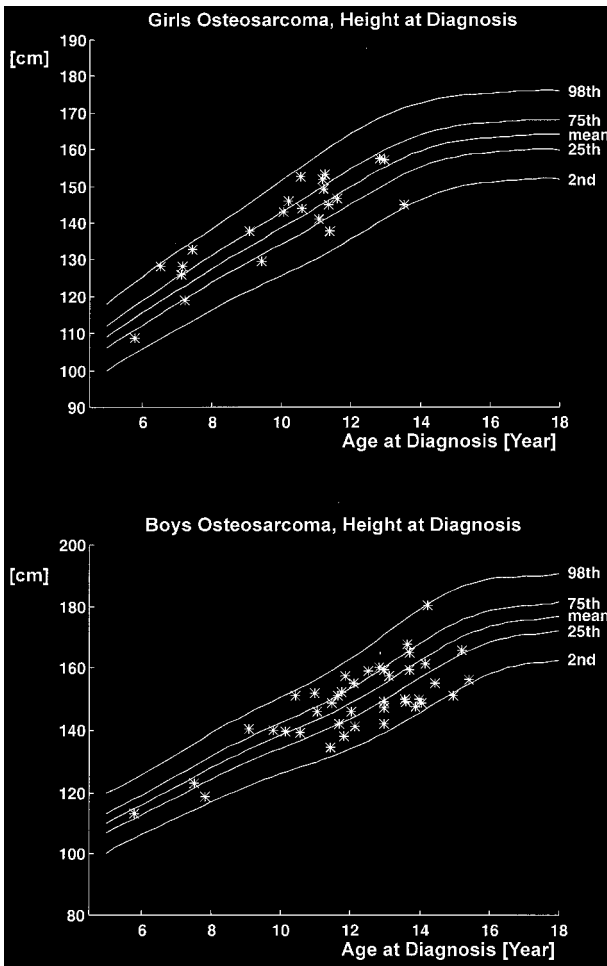 Girls Osteosarcoma, Height at Diagnosis
[cm]
190
180
170
160
150
140
130
120
110
100
90
98th
75th
mean
25th
2nd
6 8 10 12 14 16 18
Age at Diagnosis [Year]
Boys Osteosarcoma, Height at Diagnosis
[cm]
200
180
160
140
120
100
80
98th
75th
mean
25th
2nd
6 8 10 12 14 16 18
Age at Diagnosis [Year]